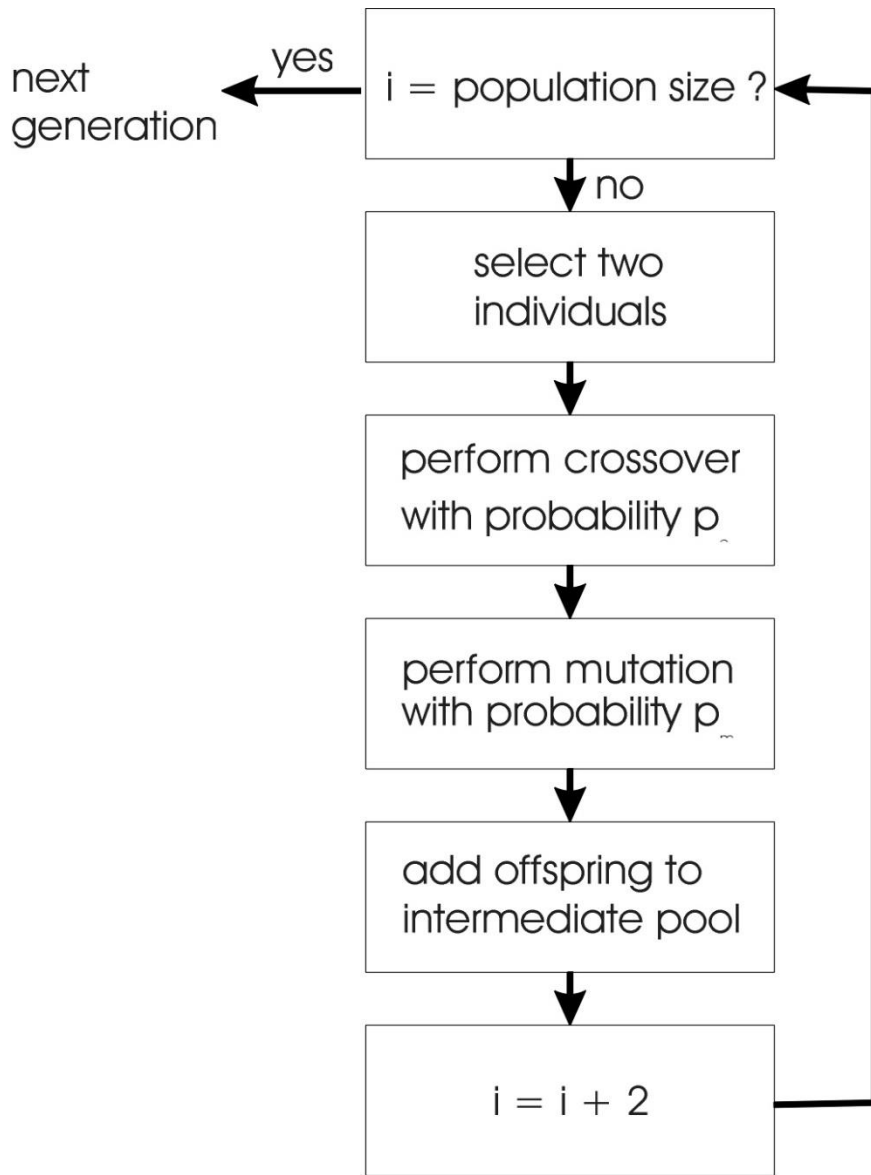 i = population size ?
yes
next
generation
no
select two
individuals
perform crossover
with probability p
perform mutation
with probability p m
add offspring to
intermediate pool
i = i + 2